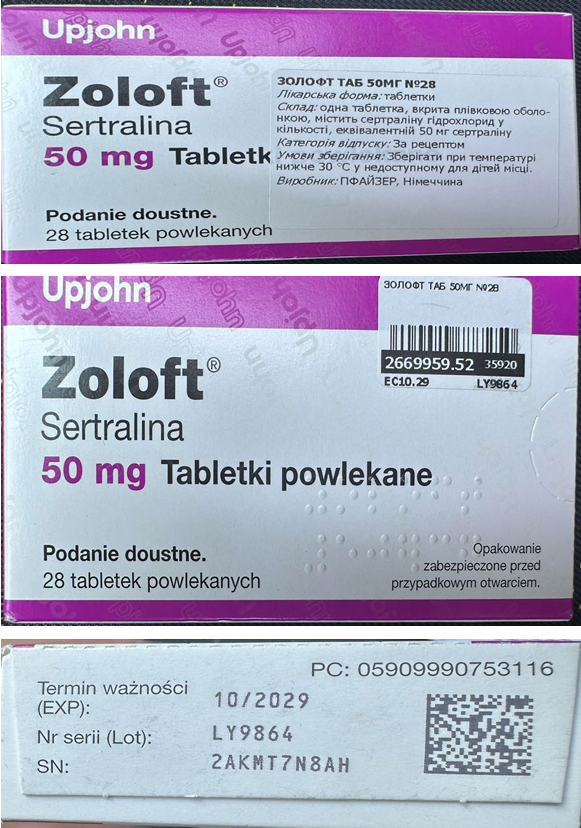 Upjohn
Zoloft®
Sertralina
50 mg Tabletk
Podanie doustne.
28 tabletek powlekanych
ЗОЛОФТ ТАБ 50МГ №28
Лікарська форма: таблетки
Склад: одна таблетка, вкрита плівковою оболо-
нкою, містить сертраліну гідрохлорид у
кількості, еквівалентній 50 мг сертраліну
Категорія відпуску: За рецептом
Умови зберігання: Зберігати при температурі
нижче 30 °C у недоступному для дітей місці.
Виробник: ПФАЙЗЕР, Німеччина
Upjohn
ЗОЛОФТ ТАБ 50МГ №28
2669959.52 35920
EC10.29 LY9864
Zoloft®
Sertralina
50 mg Tabletki powlekane
Podanie doustne.
28 tabletek powlekanych
Opakowanie
zabezpieczone przed
przypadkowym otwarciem.
PC: 05909990753116
Termin ważności
(EXP): 10/2029
Nr serii (Lot): LY9864
SN: 2AKMT7N8AH